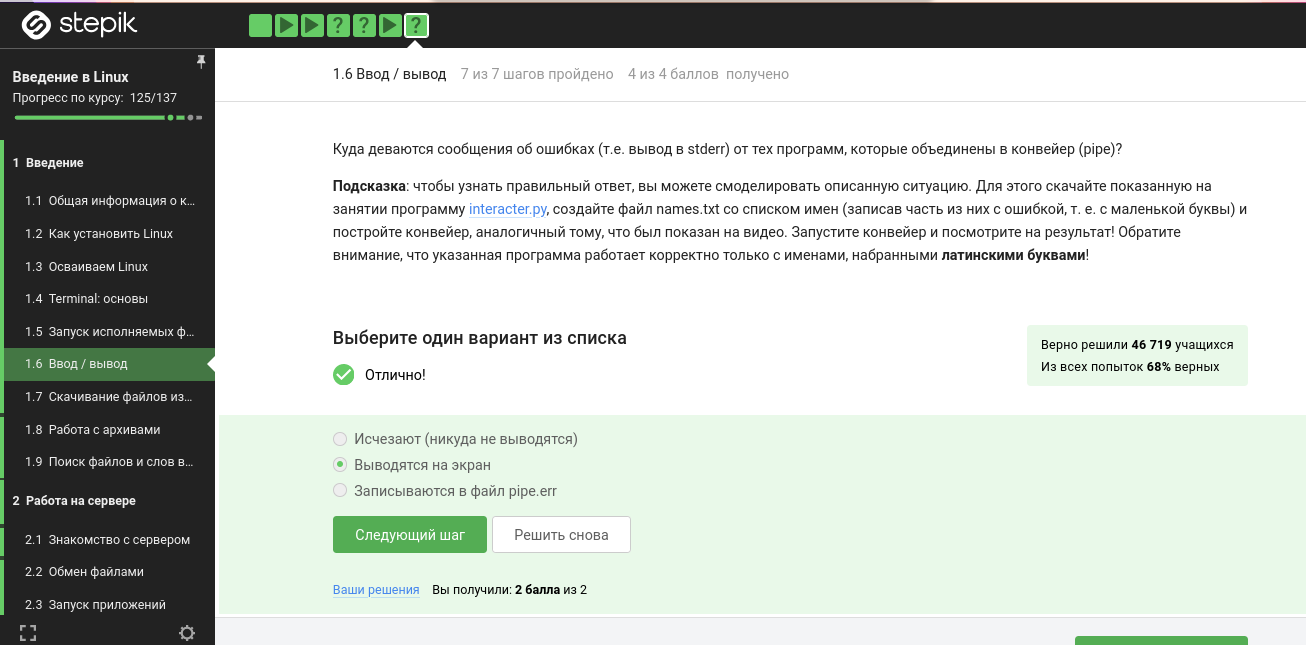 stepik
? ? ?
Введение в Linux
Прогресс по курсу: 125/137
1 Введение
1.1 Общая информация о к...
1.2 Как установить Linux
1.3 Осваиваем Linux
1.4 Terminal: основы
1.5 Запуск исполняемых ф...
1.6 Ввод / вывод
1.7 Скачивание файлов из...
1.8 Работа с архивами
1.9 Поиск файлов и слов в...
2 Работа на сервере
2.1 Знакомство с сервером
2.2 Обмен файлами
2.3 Запуск приложений
1.6 Ввод / вывод 7 из 7 шагов пройдено 4 из 4 баллов получено
Куда деваются сообщения об ошибках (т.е. вывод в stderr) от тех программ, которые объединены в конвейер (pipe)?
Подсказка: чтобы узнать правильный ответ, вы можете смоделировать описанную ситуацию. Для этого скачайте показанную на
занятии программу interacter.py, создайте файл names.txt со списком имен (записав часть из них с ошибкой, т. е. с маленькой буквы) и
постройте конвейер, аналогичный тому, что был показан на видео. Запустите конвейер и посмотрите на результат! Обратите
внимание, что указанная программа работает корректно только с именами, набранными латинскими буквами!
Выберите один вариант из списка
Отлично!
Верно решили 46 719 учащихся
Из всех попыток 68% верных
Исчезают (никуда не выводятся)
Выводятся на экран
Записываются в файл pipe.err
Следующий шаг Решить снова
Ваши решения Вы получили: 2 балла из 2